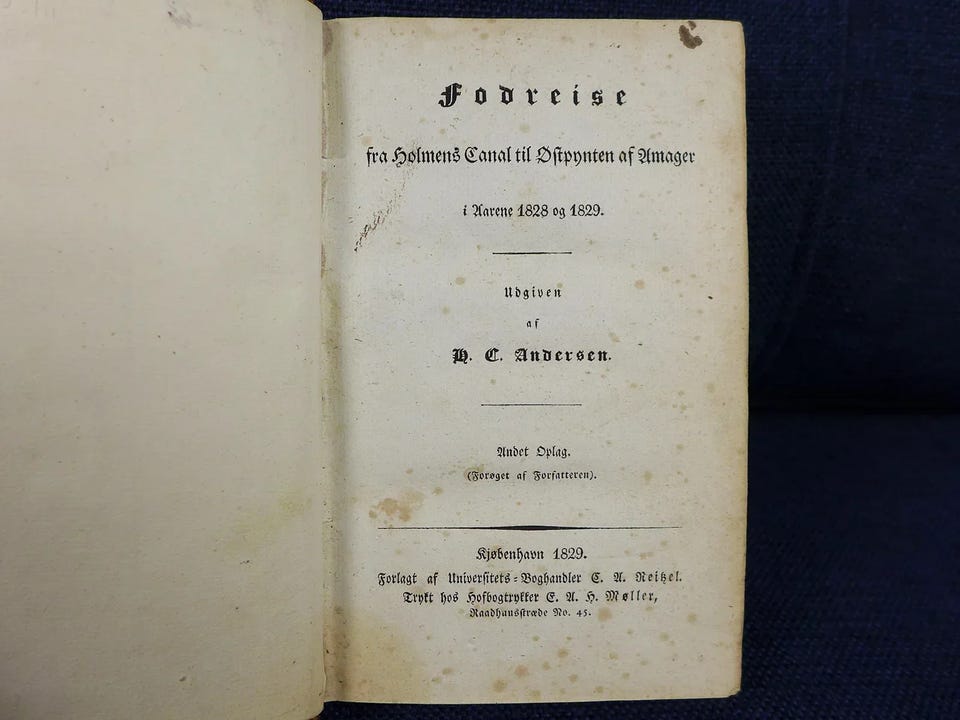 Fodreise
fra Holmens Canal til Østpynten af Amager
i Aarene 1828 og 1829.
Udgiven
af
H. C. Andersen.
Andet Oplag.
(Forøget af Forfatteren).
Kjøbenhavn 1829.
Forlagt af Universitets-Boghandler C. A. Reitzel.
Trykt hos Hofbogtrykker E. A. H. Møller,
Raadhuusstræde No. 45.